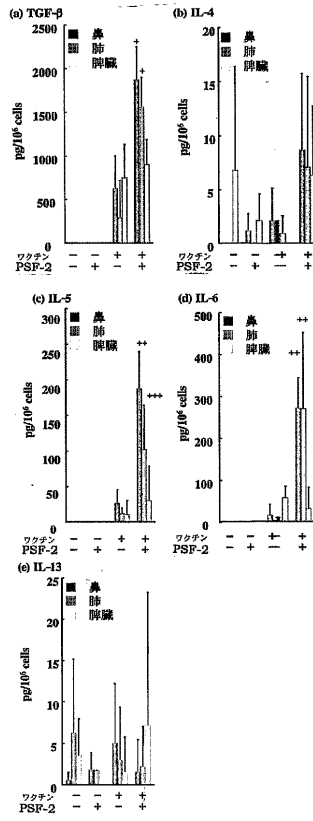 (a) TGF-β
鼻
肺
脾臓
pg/10⁶ cells
2500
2000
1500
1000
500
0
+
+
ワクチン − − + +
PSF-2 − + − +
(b) IL-4
鼻
肺
脾臓
pg/10⁶ cells
20
15
10
5
0
ワクチン − − + +
PSF-2 − + − +
(c) IL-5
鼻
肺
脾臓
pg/10⁶ cells
300
250
200
150
100
50
0
++
+++
ワクチン − − + +
PSF-2 − + − +
(d) IL-6
鼻
肺
脾臓
pg/10⁶ cells
500
400
300
200
100
0
++
++
ワクチン − − + +
PSF-2 − + − +
(e) IL-13
鼻
肺
脾臓
pg/10⁶ cells
25
20
15
10
5
0
ワクチン − − + +
PSF-2 − + − +